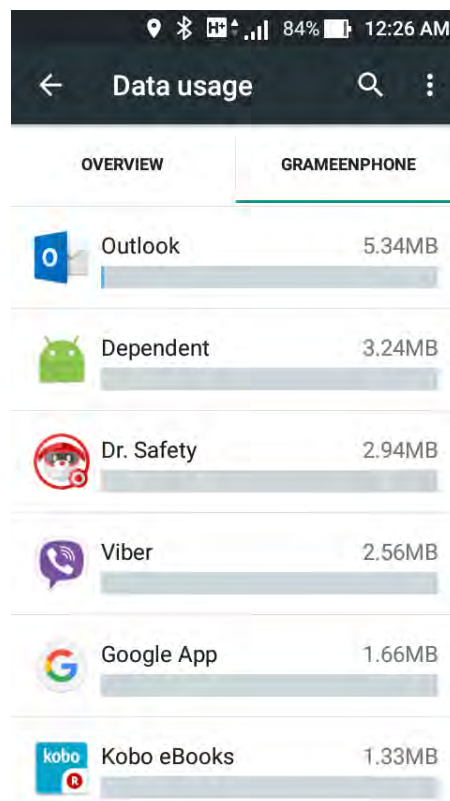 H+ 84% 12:26 AM
Data usage
OVERVIEW GRAMEENPHONE
Outlook 5.34MB
Dependent 3.24MB
Dr. Safety 2.94MB
Viber 2.56MB
Google App 1.66MB
kobo Kobo eBooks 1.33MB
R